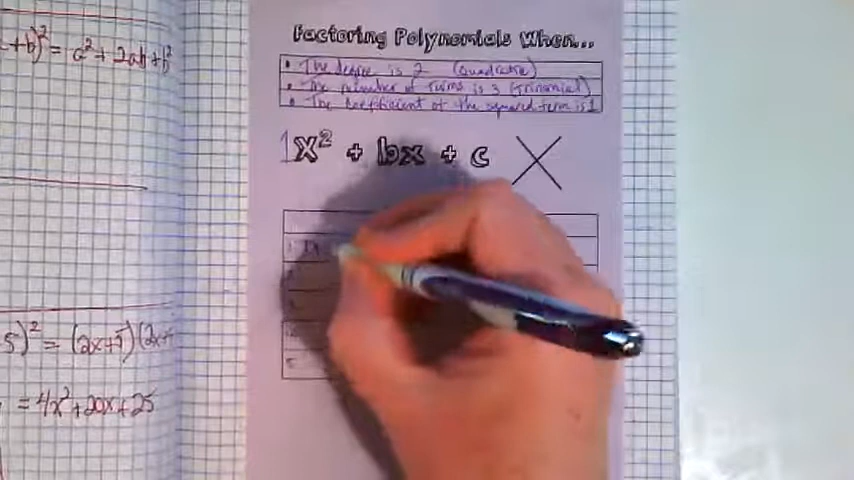 +b)² = a² + 2ab + b²
5)² = (2x+5)(2x+
= 4x² + 20x + 25
Factoring Polynomials When...
• The degree is 2 (quadratic)
• The number of terms is 3 (trinomial)
• The coefficient of the squared term is 1
1x² + bx + c
5